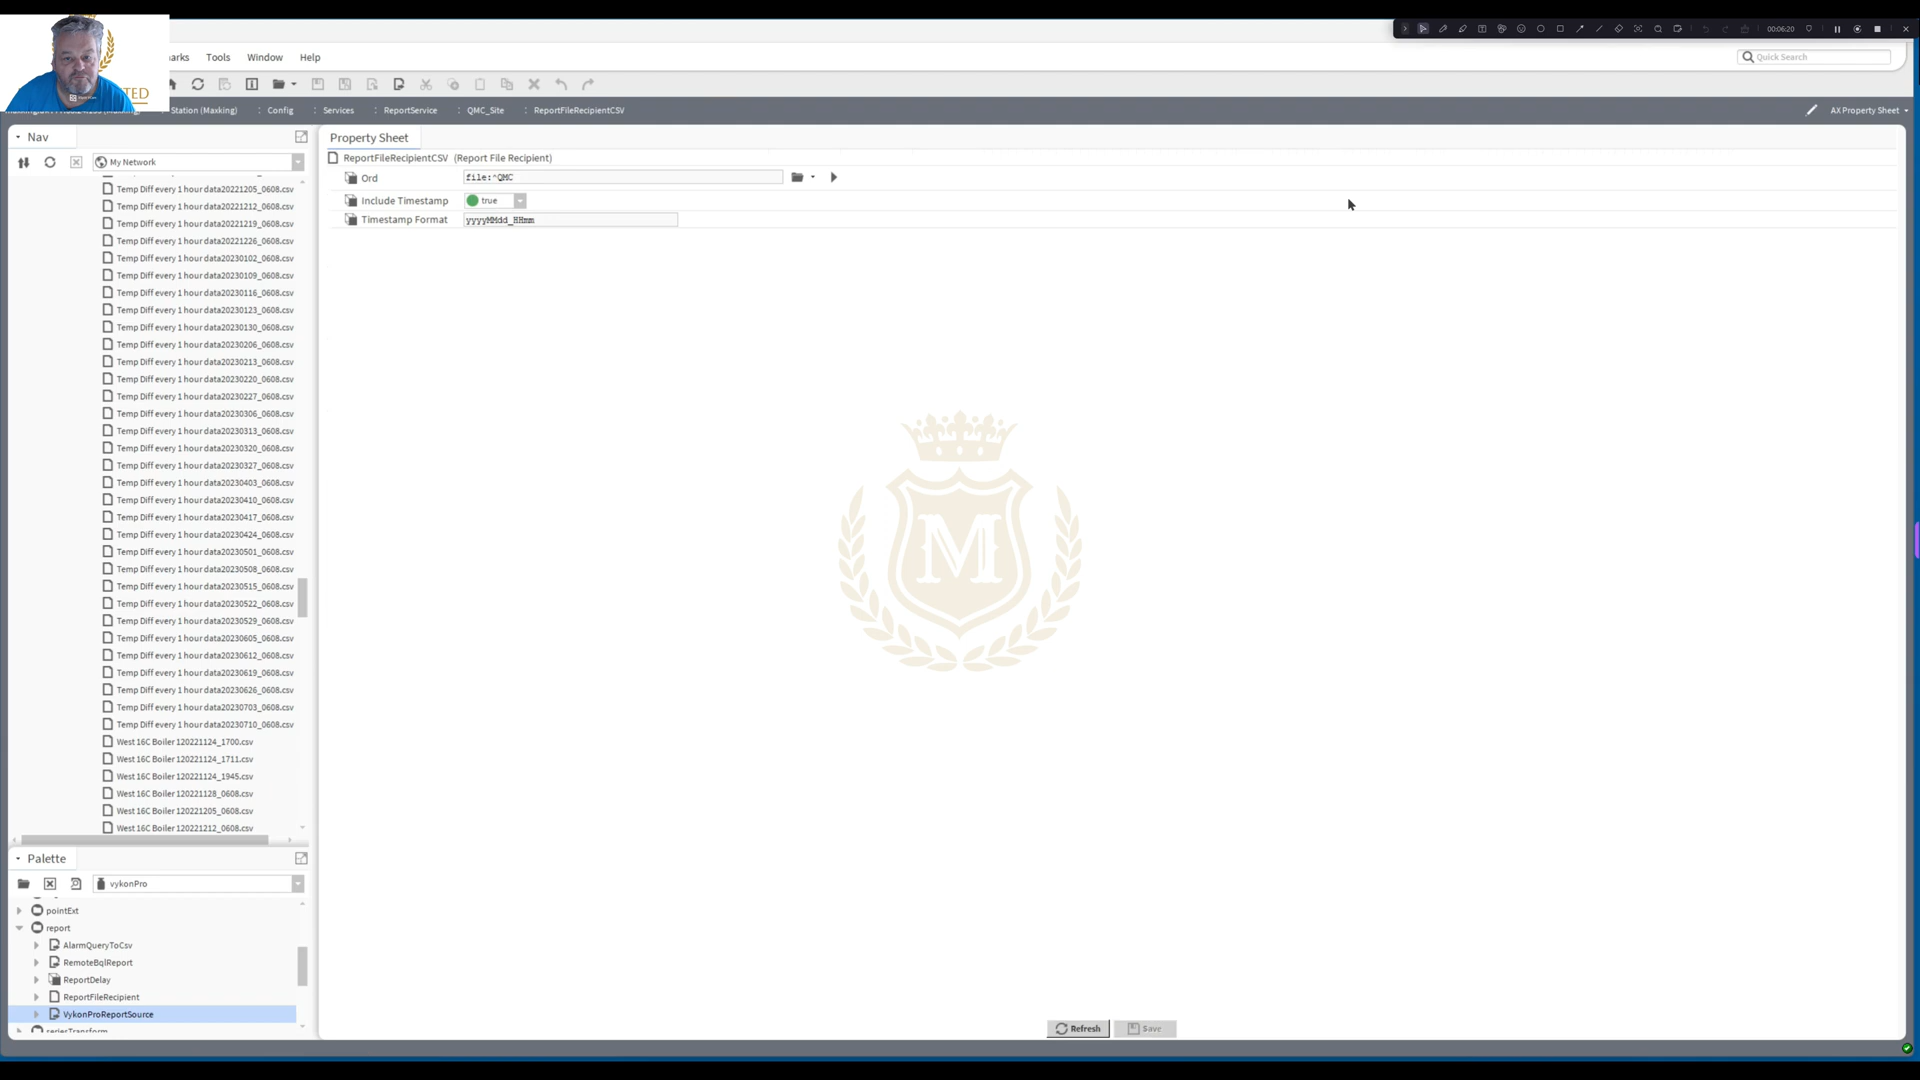 00:06:20
arks Tools Window Help
Quick Search
TED
Station (Maxking) : Config : Services : ReportService : QMC_Site : ReportFileRecipientCSV
AX Property Sheet
Nav
My Network
Temp Diff every 1 hour data20221205_0608.csv
Temp Diff every 1 hour data20221212_0608.csv
Temp Diff every 1 hour data20221219_0608.csv
Temp Diff every 1 hour data20221226_0608.csv
Temp Diff every 1 hour data20230102_0608.csv
Temp Diff every 1 hour data20230109_0608.csv
Temp Diff every 1 hour data20230116_0608.csv
Temp Diff every 1 hour data20230123_0608.csv
Temp Diff every 1 hour data20230130_0608.csv
Temp Diff every 1 hour data20230206_0608.csv
Temp Diff every 1 hour data20230213_0608.csv
Temp Diff every 1 hour data20230220_0608.csv
Temp Diff every 1 hour data20230227_0608.csv
Temp Diff every 1 hour data20230306_0608.csv
Temp Diff every 1 hour data20230313_0608.csv
Temp Diff every 1 hour data20230320_0608.csv
Temp Diff every 1 hour data20230327_0608.csv
Temp Diff every 1 hour data20230403_0608.csv
Temp Diff every 1 hour data20230410_0608.csv
Temp Diff every 1 hour data20230417_0608.csv
Temp Diff every 1 hour data20230424_0608.csv
Temp Diff every 1 hour data20230501_0608.csv
Temp Diff every 1 hour data20230508_0608.csv
Temp Diff every 1 hour data20230515_0608.csv
Temp Diff every 1 hour data20230522_0608.csv
Temp Diff every 1 hour data20230529_0608.csv
Temp Diff every 1 hour data20230605_0608.csv
Temp Diff every 1 hour data20230612_0608.csv
Temp Diff every 1 hour data20230619_0608.csv
Temp Diff every 1 hour data20230626_0608.csv
Temp Diff every 1 hour data20230703_0608.csv
Temp Diff every 1 hour data20230710_0608.csv
West 16C Boiler 120221124_1700.csv
West 16C Boiler 120221124_1711.csv
West 16C Boiler 120221124_1945.csv
West 16C Boiler 120221128_0608.csv
West 16C Boiler 120221205_0608.csv
West 16C Boiler 120221212_0608.csv
Palette
vykonPro
pointExt
report
AlarmQueryToCsv
RemoteBqlReport
ReportDelay
ReportFileRecipient
VykonProReportSource
seriesTransform
Property Sheet
ReportFileRecipientCSV (Report File Recipient)
Ord file:^QMC
Include Timestamp true
Timestamp Format yyyyMMdd_HHmm
M
Refresh Save